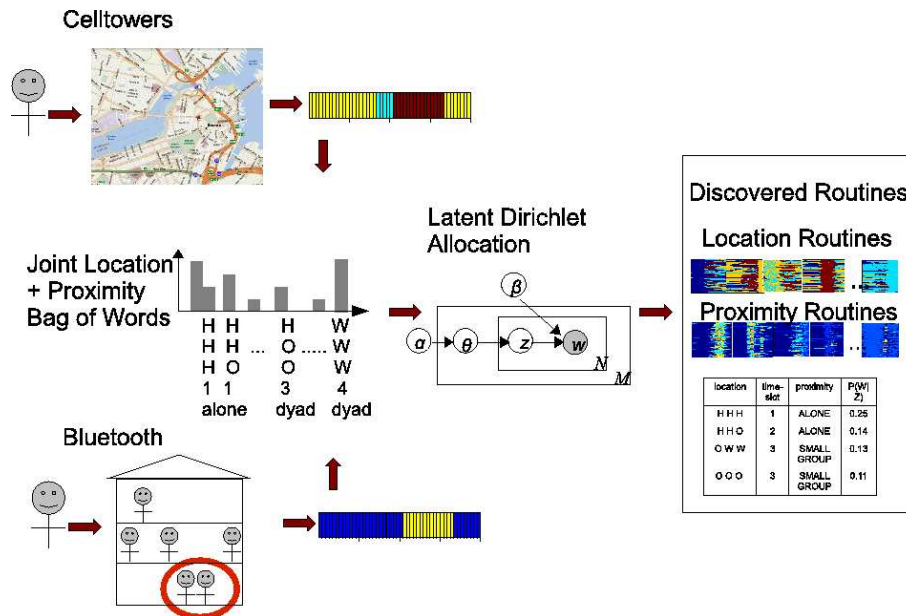 Celltowers
Joint Location
+ Proximity
Bag of Words
H H H W
H H ... O ..... W
H O O W
1 1 3 4
alone dyad dyad
Bluetooth
Latent Dirichlet
Allocation
β
α θ z w
N
M
Discovered Routines
Location Routines
...
Proximity Routines
...
location time-slot proximity P(W|Z)
H H H 1 ALONE 0.25
H H O 2 ALONE 0.14
O W W 3 SMALL GROUP 0.13
O O O 3 SMALL GROUP 0.11